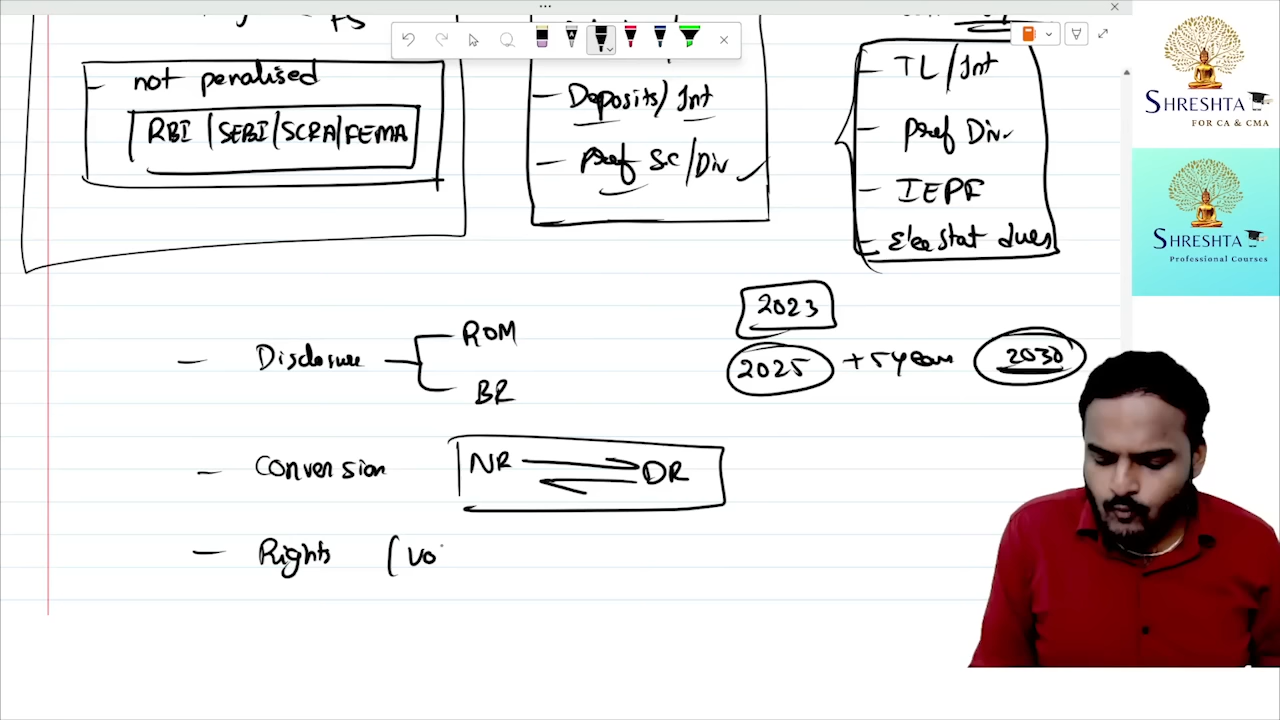 FS
- not penalised
RBI / SEBI / SCRA / FEMA
- Deposits / Int
- Pref SC / Div ✓
- TL / Int
- Pref Div
- IEPF
- Stat dues
SHRESHTA
FOR CA & CMA
SHRESHTA
Professional Courses
- Disclosure
ROM
BR
2023
2025 + 5 years 2030
- Conversion NR DR
- Rights ( vo